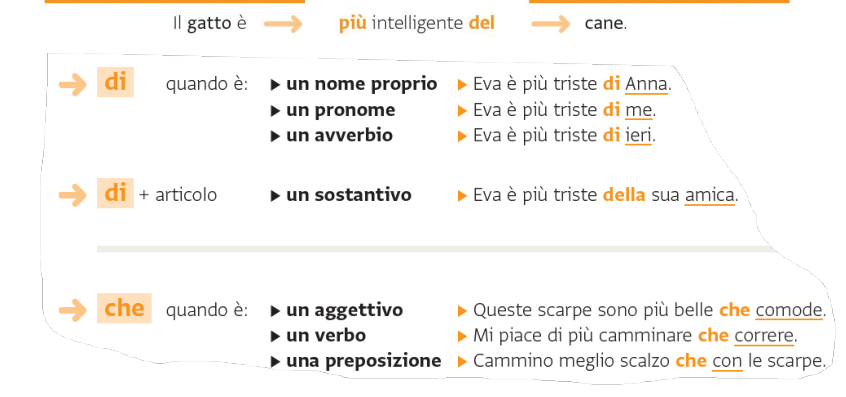 Il gatto è più intelligente del cane.
di quando è: un nome proprio Eva è più triste di Anna.
un pronome Eva è più triste di me.
un avverbio Eva è più triste di ieri.
di + articolo un sostantivo Eva è più triste della sua amica.
che quando è: un aggettivo Queste scarpe sono più belle che comode.
un verbo Mi piace di più camminare che correre.
una preposizione Cammino meglio scalzo che con le scarpe.